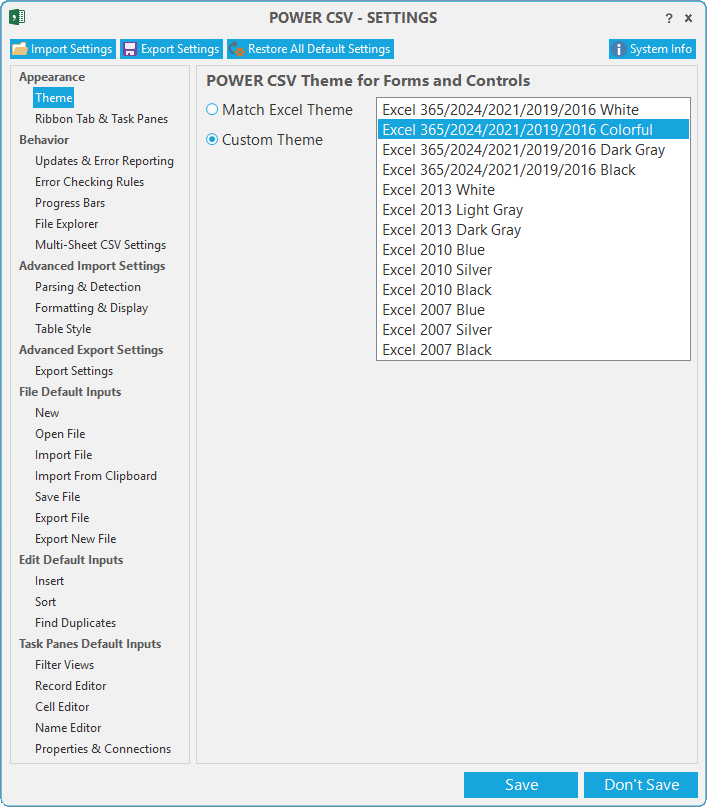 POWER CSV - SETTINGS
? x
Import Settings
Export Settings
Restore All Default Settings
System Info
Appearance
Theme
Ribbon Tab & Task Panes
Behavior
Updates & Error Reporting
Error Checking Rules
Progress Bars
File Explorer
Multi-Sheet CSV Settings
Advanced Import Settings
Parsing & Detection
Formatting & Display
Table Style
Advanced Export Settings
Export Settings
File Default Inputs
New
Open File
Import File
Import From Clipboard
Save File
Export File
Export New File
Edit Default Inputs
Insert
Sort
Find Duplicates
Task Panes Default Inputs
Filter Views
Record Editor
Cell Editor
Name Editor
Properties & Connections
POWER CSV Theme for Forms and Controls
Match Excel Theme
Custom Theme
Excel 365/2024/2021/2019/2016 White
Excel 365/2024/2021/2019/2016 Colorful
Excel 365/2024/2021/2019/2016 Dark Gray
Excel 365/2024/2021/2019/2016 Black
Excel 2013 White
Excel 2013 Light Gray
Excel 2013 Dark Gray
Excel 2010 Blue
Excel 2010 Silver
Excel 2010 Black
Excel 2007 Blue
Excel 2007 Silver
Excel 2007 Black
Save
Don't Save